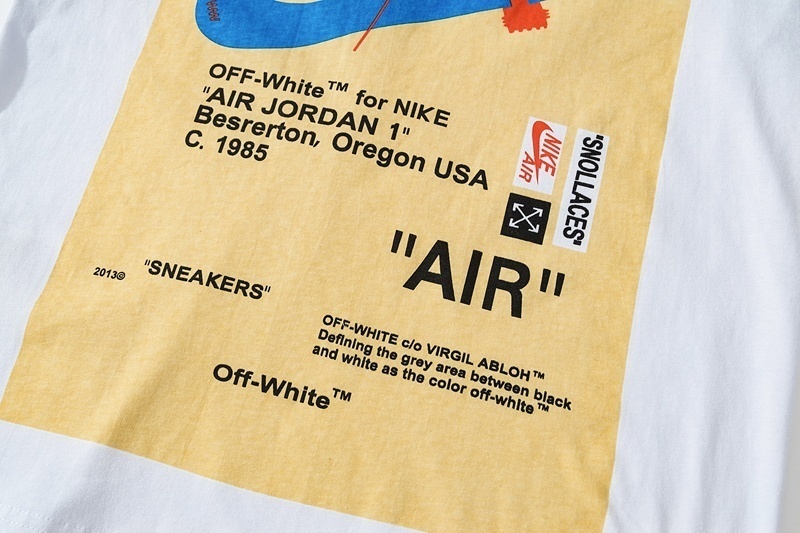 OFF-White™ for NIKE
"AIR JORDAN 1"
Besrerton, Oregon USA
C. 1985
NIKE
AIR
"SNOLLACES"
"AIR"
2013© "SNEAKERS"
OFF-WHITE c/o VIRGIL ABLOH™
Defining the grey area between black
and white as the color off-white™
Off-White™